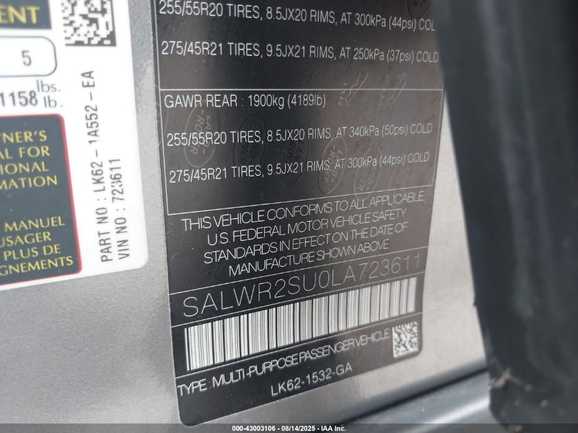 ENT
5
1158 lbs.
lb.
NER'S
AL FOR
IONAL
MATION
MANUEL
USAGER
PLUS DE
GNEMENTS
PART NO : LK62 - 1A552 - EA
VIN NO : 723611
255/55R20 TIRES, 8.5JX20 RIMS, AT 300kPa (44psi) COLD
275/45R21 TIRES, 9.5JX21 RIMS, AT 250kPa (37psi) COLD
GAWR REAR : 1900kg (4189lb)
255/55R20 TIRES, 8.5JX20 RIMS, AT 340kPa (50psi) COLD
275/45R21 TIRES, 9.5JX21 RIMS, AT 300kPa (44psi) COLD
THIS VEHICLE CONFORMS TO ALL APPLICABLE
U.S. FEDERAL MOTOR VEHICLE SAFETY
STANDARDS IN EFFECT ON THE DATE OF
MANUFACTURE SHOWN ABOVE
SALWR2SU0LA723611
TYPE: MULTI-PURPOSE PASSENGER VEHICLE
LK62-1532-GA
000-43003106 - 08/14/2025 - IAA Inc.